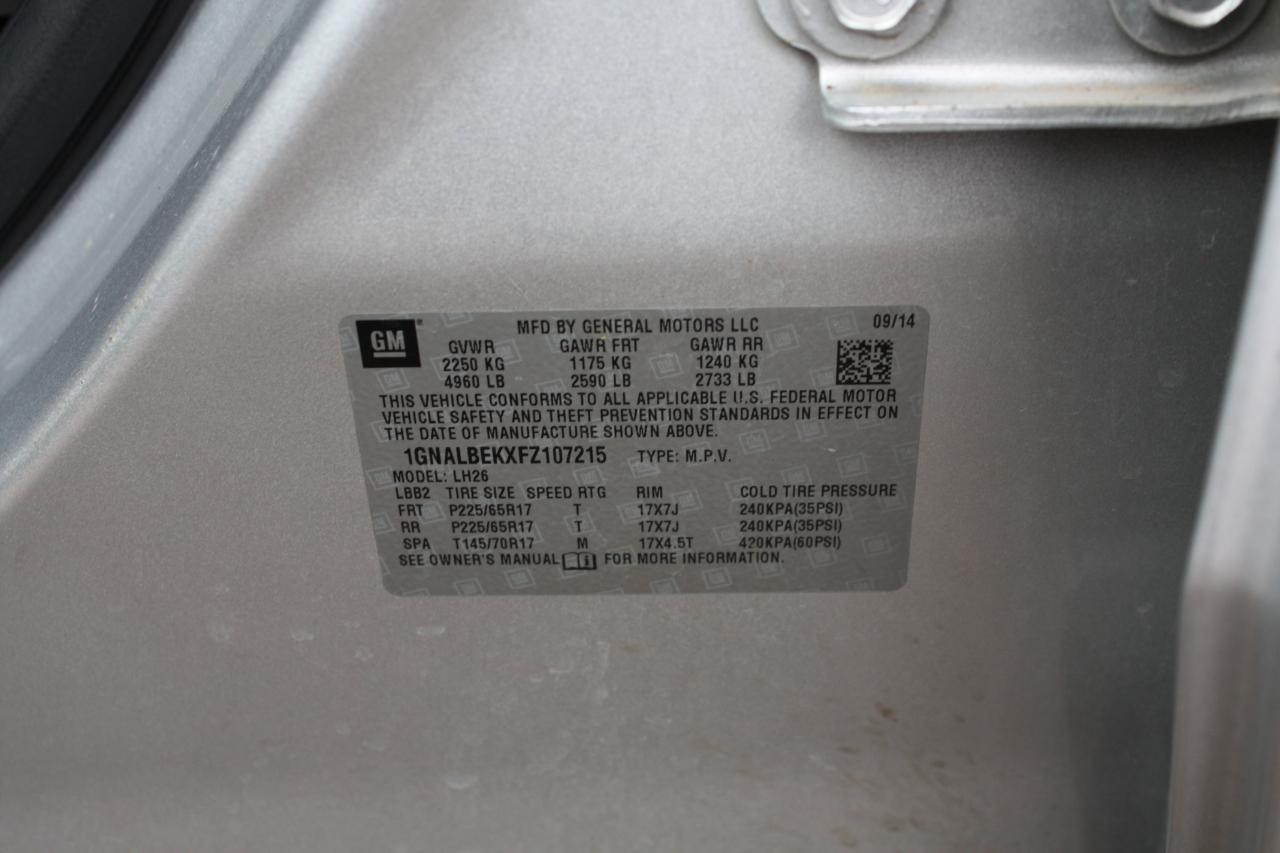 GM
MFD BY GENERAL MOTORS LLC 09/14
GVWR GAWR FRT GAWR RR
2250 KG 1175 KG 1240 KG
4960 LB 2590 LB 2733 LB
THIS VEHICLE CONFORMS TO ALL APPLICABLE U.S. FEDERAL MOTOR
VEHICLE SAFETY AND THEFT PREVENTION STANDARDS IN EFFECT ON
THE DATE OF MANUFACTURE SHOWN ABOVE.
1GNALBEKXFZ107215 TYPE: M.P.V.
MODEL: LH26
LBB2 TIRE SIZE SPEED RTG RIM COLD TIRE PRESSURE
FRT P225/65R17 T 17X7J 240KPA(35PSI)
RR P225/65R17 T 17X7J 240KPA(35PSI)
SPA T145/70R17 M 17X4.5T 420KPA(60PSI)
SEE OWNER'S MANUAL FOR MORE INFORMATION.